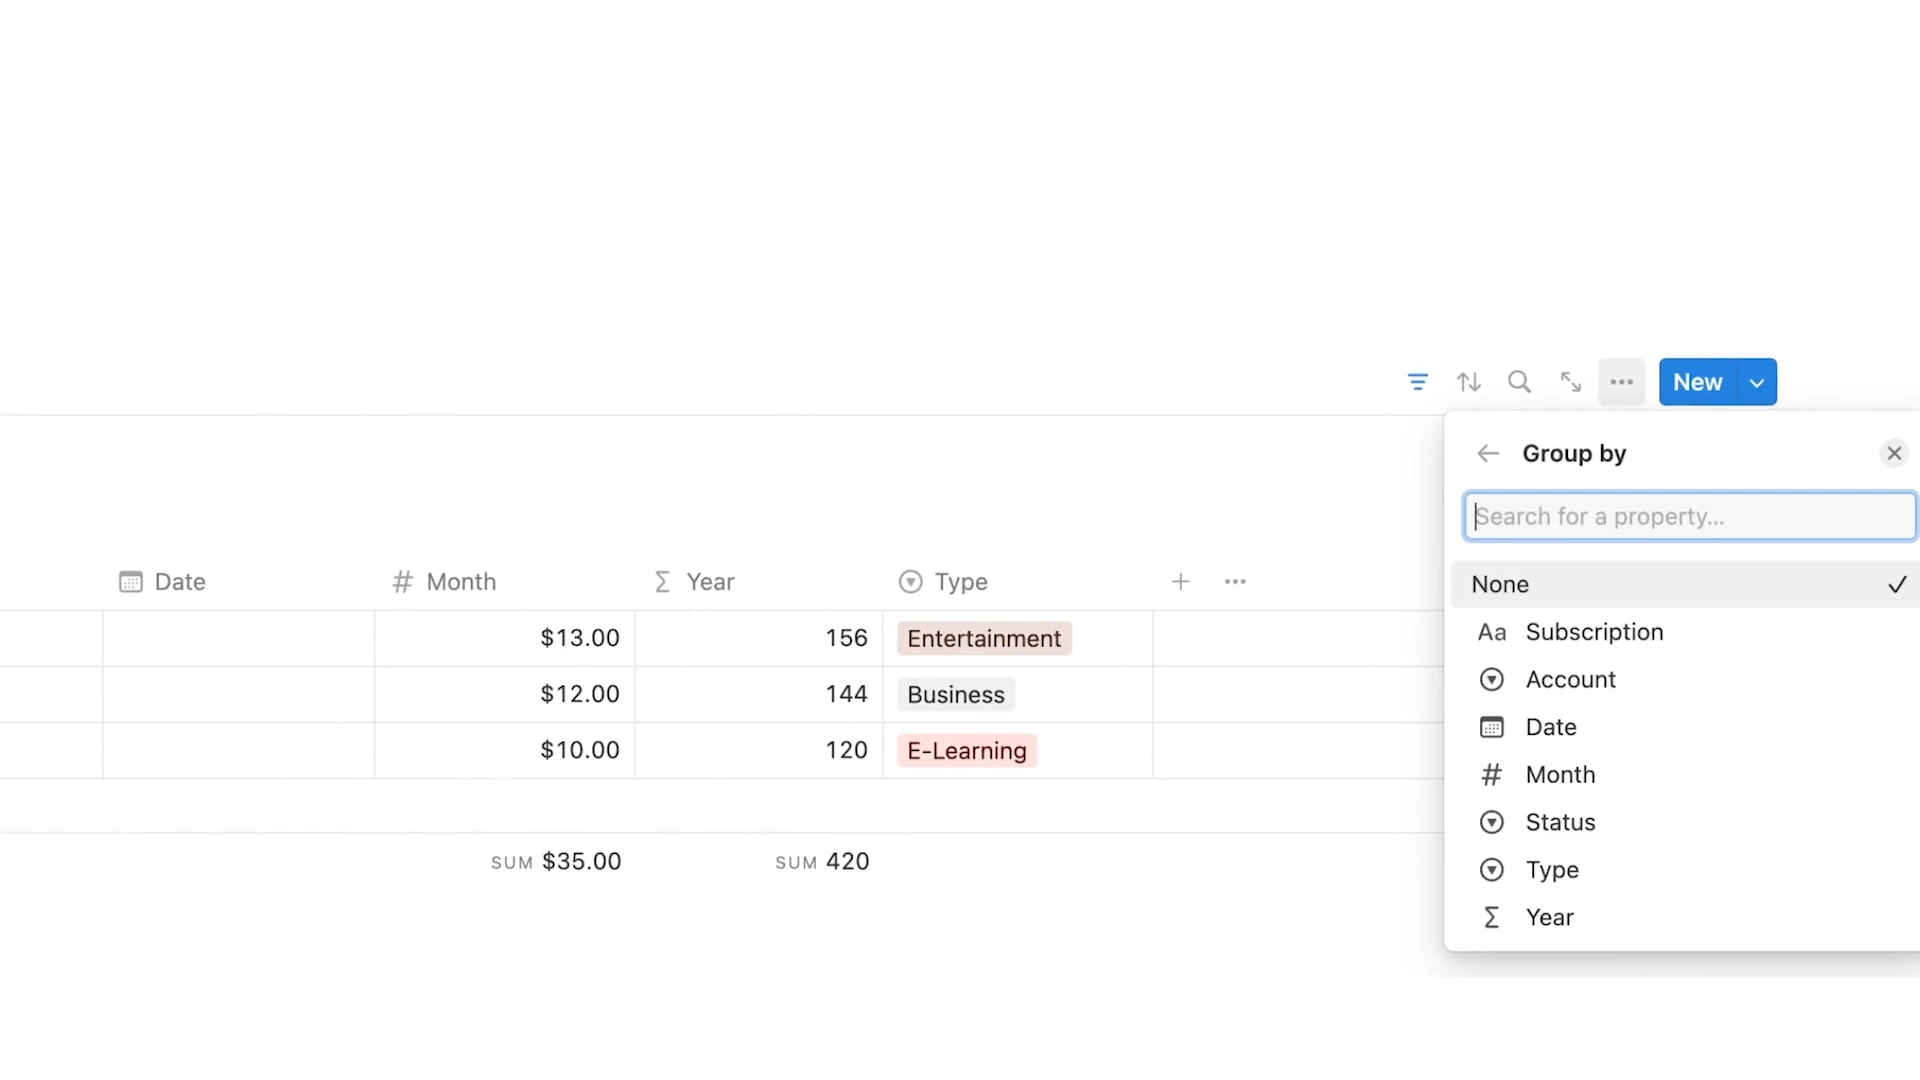 New
Group by
Search for a property...
None
Aa Subscription
Account
Date
# Month
Status
Type
Σ Year
Date # Month Σ Year Type
$13.00 156 Entertainment
$12.00 144 Business
$10.00 120 E-Learning
SUM $35.00 SUM 420